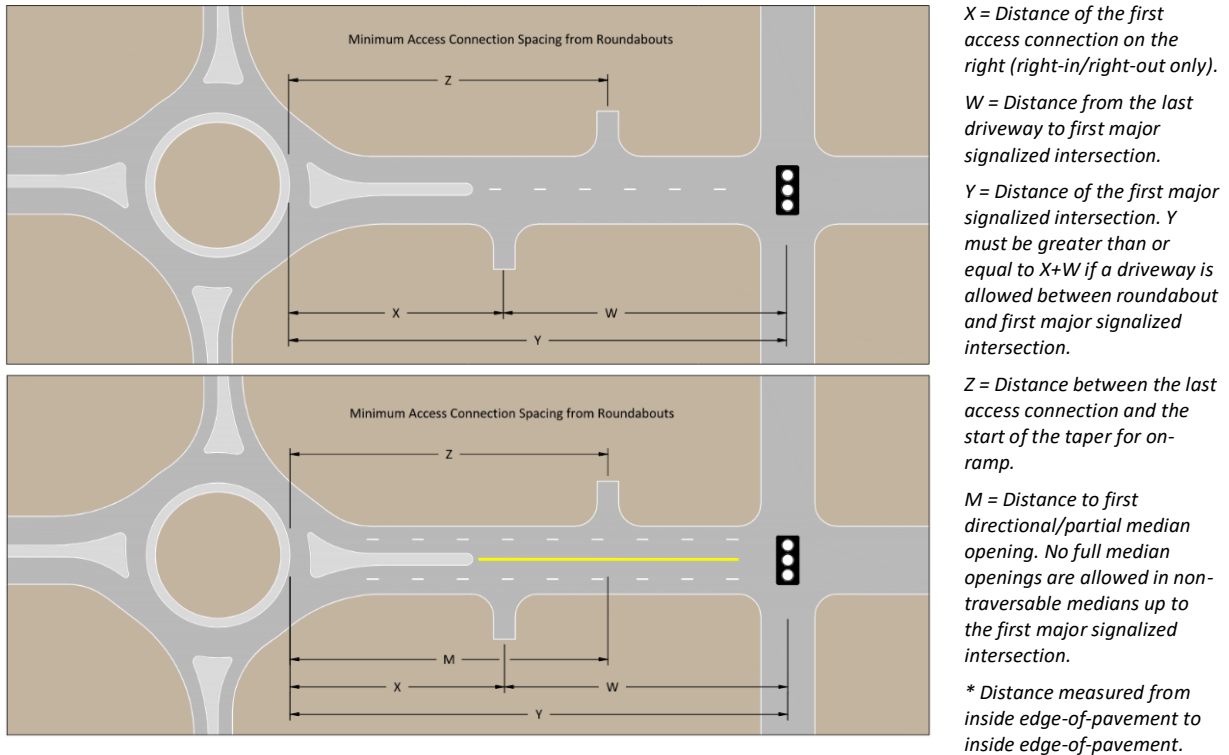 Minimum Access Connection Spacing from Roundabouts
Z
X
W
Y
Minimum Access Connection Spacing from Roundabouts
Z
M
X
W
Y
X = Distance of the first
access connection on the
right (right-in/right-out only).
W = Distance from the last
driveway to first major
signalized intersection.
Y = Distance of the first major
signalized intersection. Y
must be greater than or
equal to X+W if a driveway is
allowed between roundabout
and first major signalized
intersection.
Z = Distance between the last
access connection and the
start of the taper for on-
ramp.
M = Distance to first
directional/partial median
opening. No full median
openings are allowed in non-
traversable medians up to
the first major signalized
intersection.
* Distance measured from
inside edge-of-pavement to
inside edge-of-pavement.